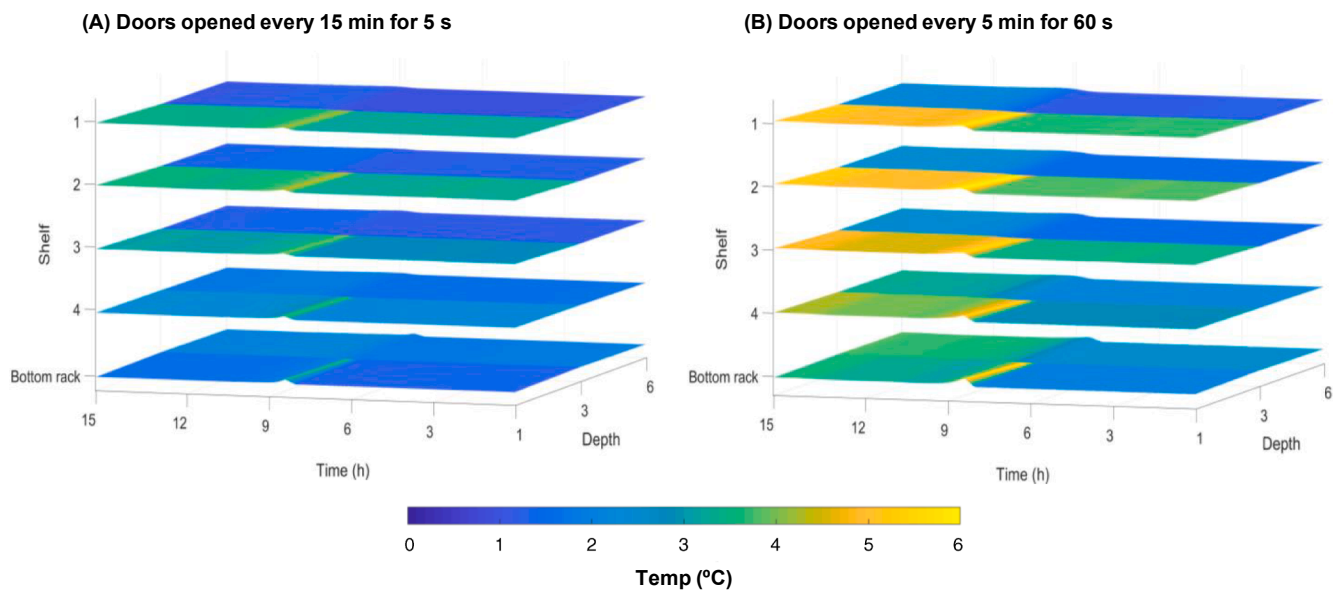 (A) Doors opened every 15 min for 5 s
(B) Doors opened every 5 min for 60 s
1
2
3
4
Bottom rack
Shelf
15
12
9
6
3
1
Time (h)
3
6
Depth
1
2
3
4
Bottom rack
Shelf
15
12
9
6
3
1
Time (h)
3
6
Depth
0 1 2 3 4 5 6
Temp (ºC)